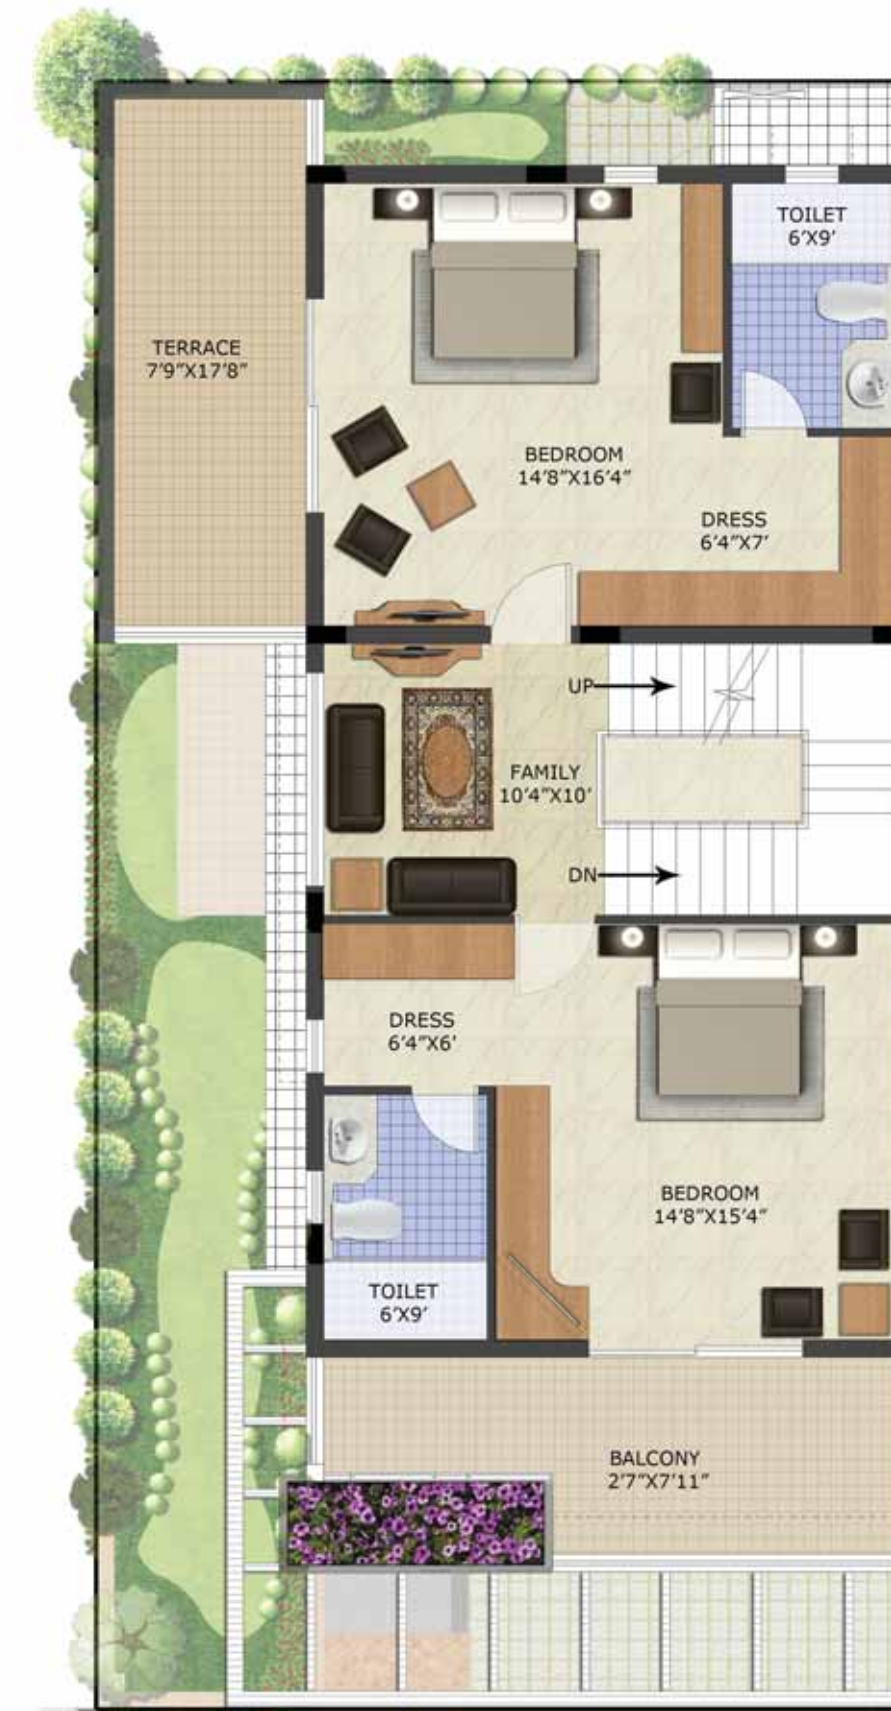 TOILET
6'X9'
TERRACE
7'9"X17'8"
BEDROOM
14'8"X16'4"
DRESS
6'4"X7'
UP
FAMILY
10'4"X10'
DN
DRESS
6'4"X6'
BEDROOM
14'8"X15'4"
TOILET
6'X9'
BALCONY
2'7"X7'11"